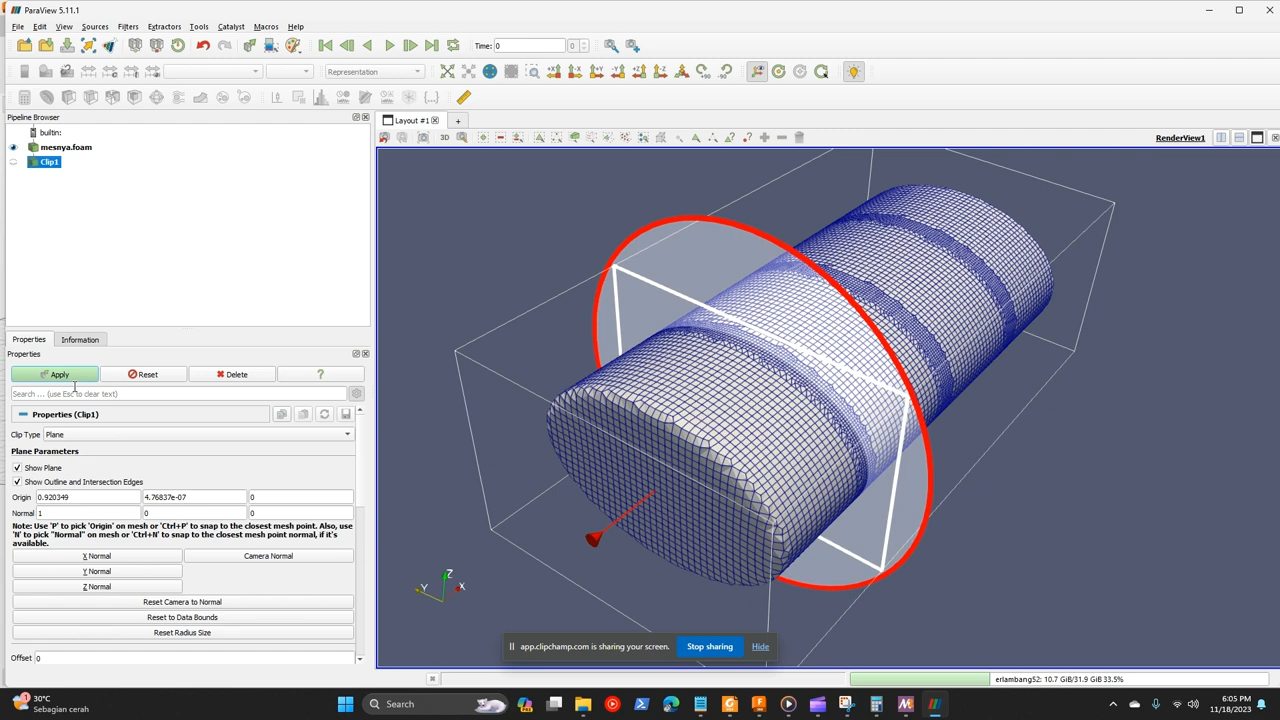 ParaView 5.11.1
File Edit View Sources Filters Extractors Tools Catalyst Macros Help
Time: 0 0
Representation
Pipeline Browser
builtin:
mesnya.foam
Clip1
Properties Information
Properties
Apply Reset Delete ?
Search ... (use Esc to clear text)
Properties (Clip1)
Clip Type Plane
Plane Parameters
Show Plane
Show Outline and Intersection Edges
Origin 0.920349 4.76837e-07 0
Normal 1 0 0
Note: Use 'P' to pick 'Origin' on mesh or 'Ctrl+P' to snap to the closest mesh point. Also, use
'N' to pick "Normal" on mesh or 'Ctrl+N' to snap to the closest mesh point normal, if it's
available.
X Normal Camera Normal
Y Normal
Z Normal
Reset Camera to Normal
Reset to Data Bounds
Reset Radius Size
Offset 0
Layout #1 +
3D
RenderView1
Z
Y X
app.clipchamp.com is sharing your screen. Stop sharing Hide
erlambang52: 10.7 GiB/31.9 GiB 33.5%
1
30°C
Sebagian cerah
Search
6:05 PM
11/18/2023